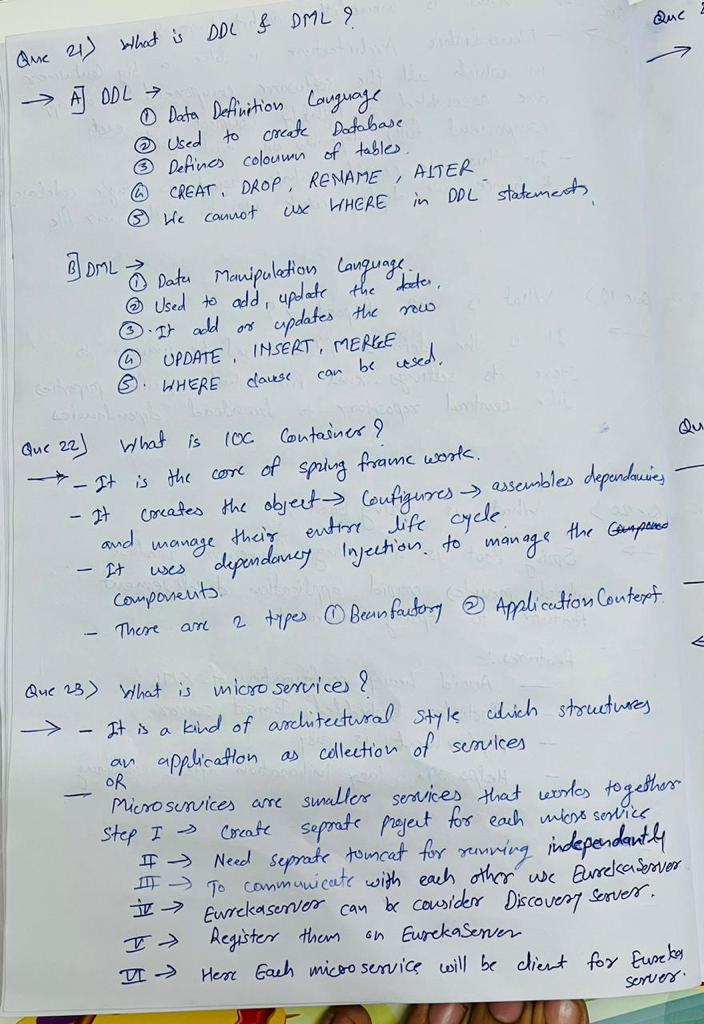 Que 21) What is DDL & DML ?
→ A] DDL →
① Data Definition Language
② Used to create Database
③ Defines coloumn of tables.
④ CREAT, DROP, RENAME, ALTER
⑤ We cannot use WHERE in DDL statements.
B] DML →
① Data Manipulation Language.
② Used to add, update the data.
③ . It add or updates the row
④ UPDATE, INSERT, MERGE
⑤ . WHERE clause can be used.
Que 22) What is IOC Container ?
→ - It is the core of spring frame work.
- It creates the object → Configures → assembles dependancies
and manage their entire life cycle.
- It uses dependancy Injection. to manage the
Components.
- There are 2 types ① Beanfactory ② Application Context.
Que 23) What is micro services ?
→ - It is a kind of architectural style which structures
an application as collection of services
OR
- Microservices are smaller services that works together
Step I → Create seprate project for each micro service
II → Need seprate tomcat for running independantly
III → To communicate with each other use EurekaServer
IV → Eurekaserver can be consider Discovery Server.
V → Register them on EurekaServer
VI → Here Each micro service will be client for Eureka
server.
Que
→
Qu